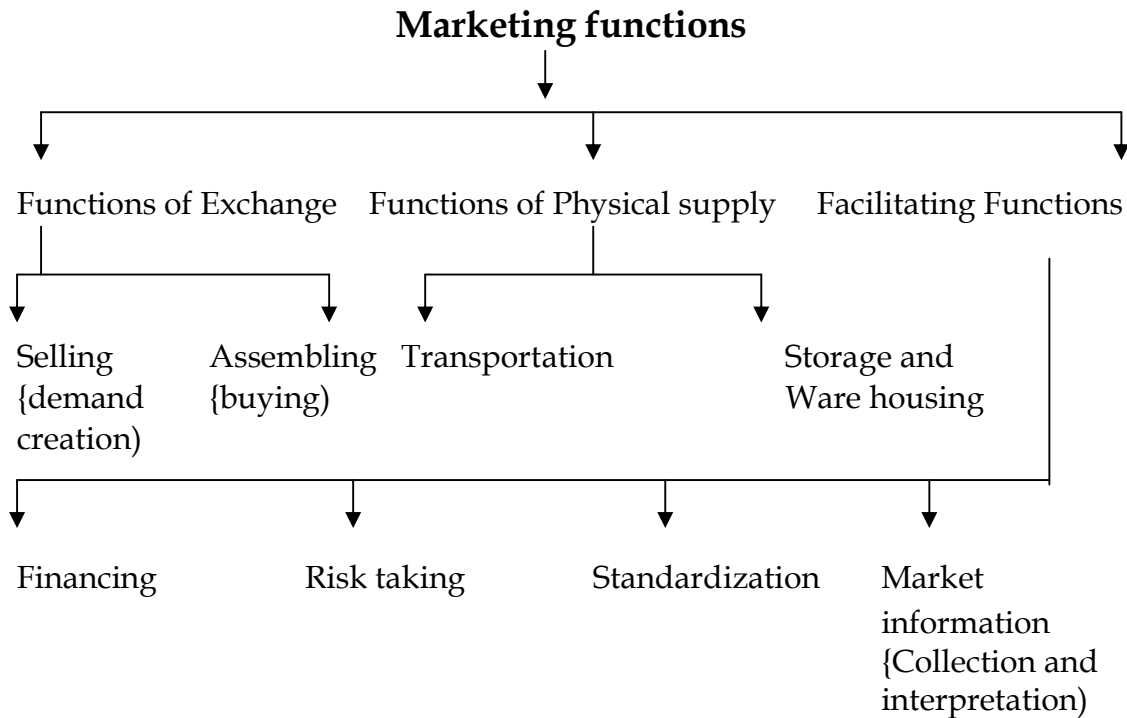 Marketing functions
Functions of Exchange Functions of Physical supply Facilitating Functions
Selling
{demand
creation)
Assembling
{buying)
Transportation
Storage and
Ware housing
Financing
Risk taking
Standardization
Market
information
{Collection and
interpretation)